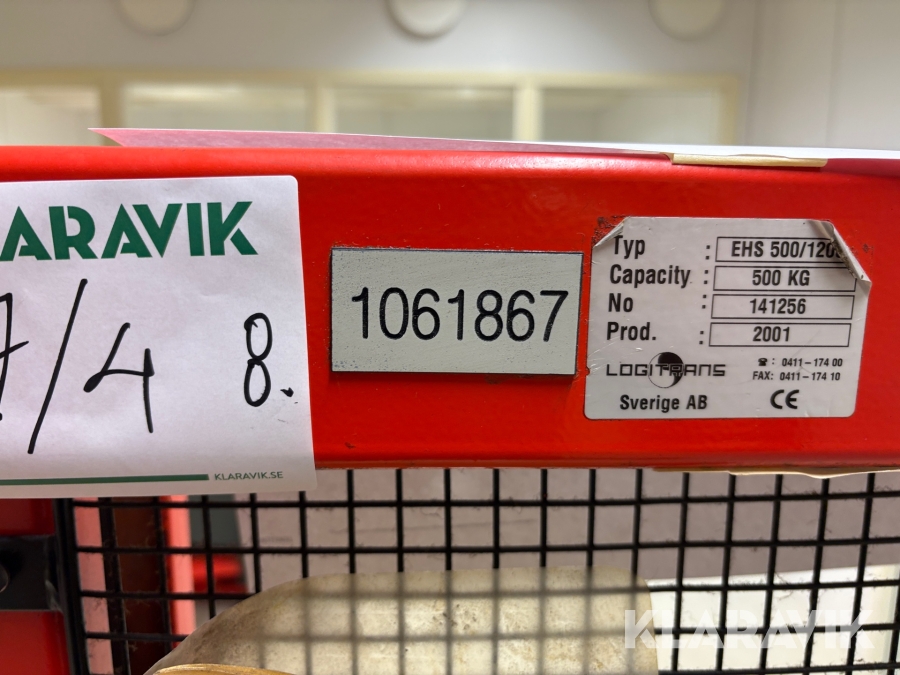 ARAVIK
/4 8.
KLARAVIK.SE
1061867
Typ : EHS 500/120
Capacity : 500 KG
No : 141256
Prod. : 2001
LOGITRANS
☎: 0411-174 00
FAX: 0411-174 10
Sverige AB
CE
KLARAVIK